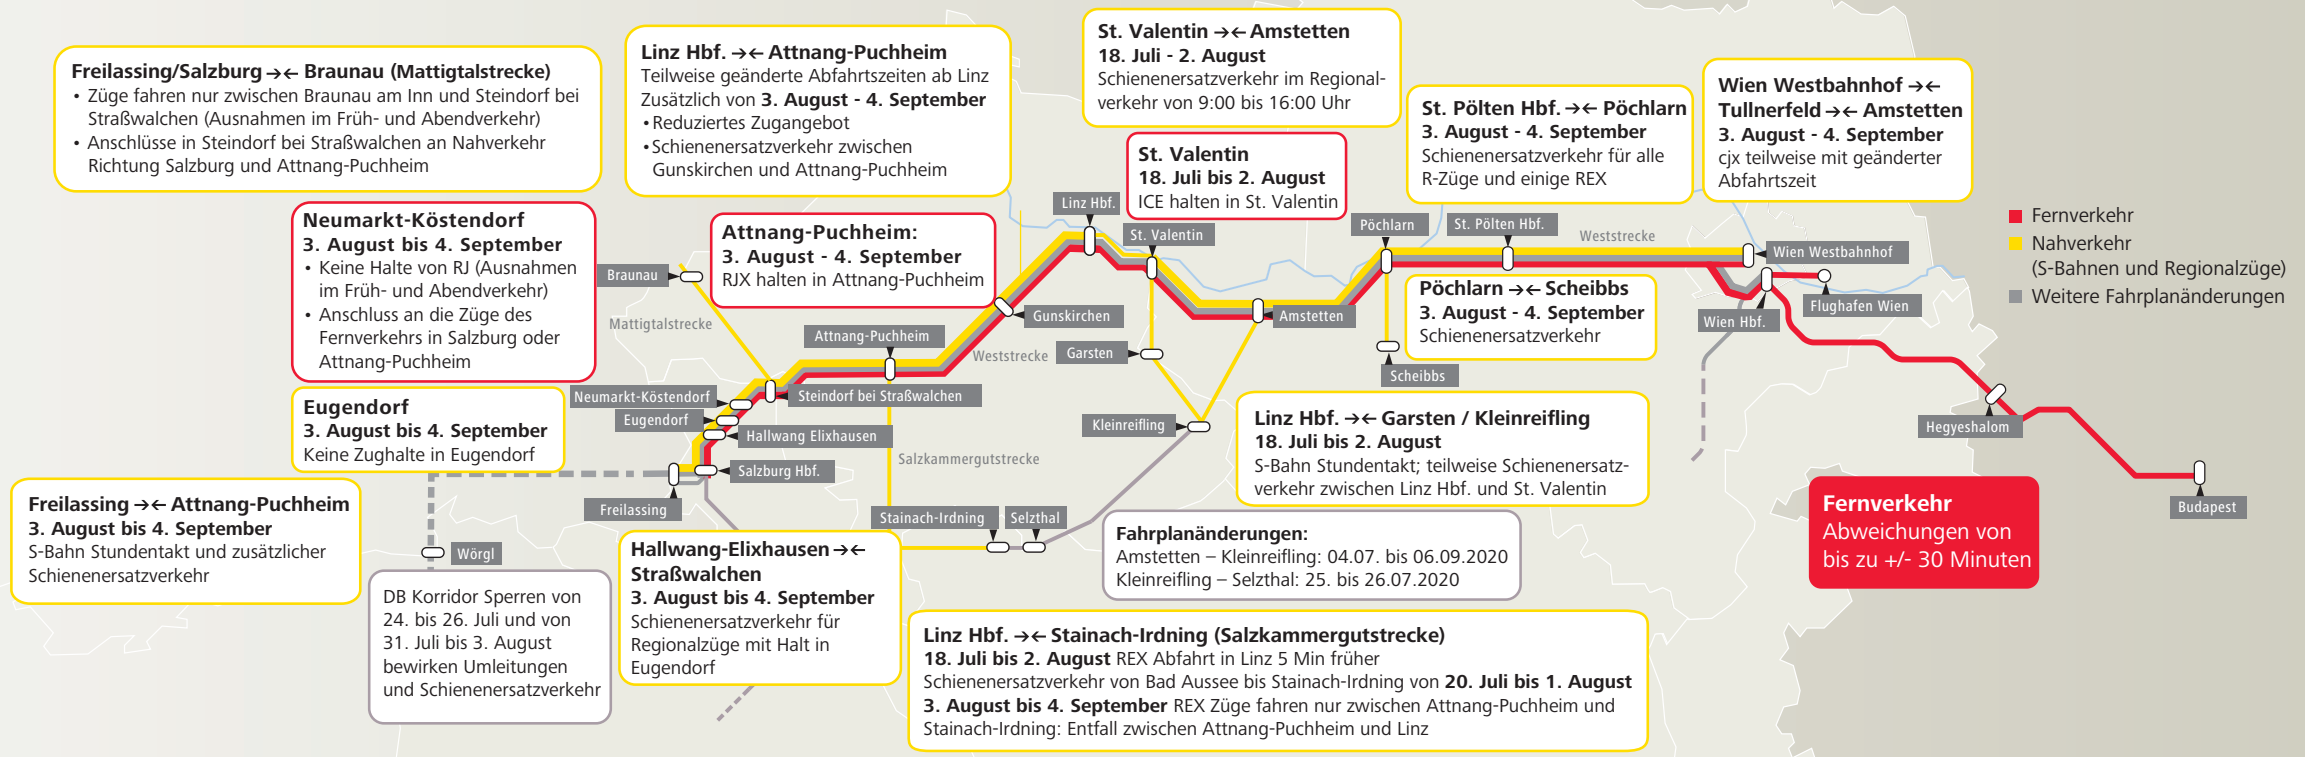 Freilassing/Salzburg →← Braunau (Mattigtalstrecke)
• Züge fahren nur zwischen Braunau am Inn und Steindorf bei
Straßwalchen (Ausnahmen im Früh- und Abendverkehr)
• Anschlüsse in Steindorf bei Straßwalchen an Nahverkehr
Richtung Salzburg und Attnang-Puchheim
Linz Hbf. →← Attnang-Puchheim
Teilweise geänderte Abfahrtszeiten ab Linz
Zusätzlich von 3. August - 4. September
• Reduziertes Zugangebot
• Schienenersatzverkehr zwischen
Gunskirchen und Attnang-Puchheim
St. Valentin →← Amstetten
18. Juli - 2. August
Schienenersatzverkehr im Regional-
verkehr von 9:00 bis 16:00 Uhr
St. Valentin
18. Juli bis 2. August
ICE halten in St. Valentin
St. Pölten Hbf. →← Pöchlarn
3. August - 4. September
Schienenersatzverkehr für alle
R-Züge und einige REX
Wien Westbahnhof →←
Tullnerfeld →← Amstetten
3. August - 4. September
cjx teilweise mit geänderter
Abfahrtszeit
Neumarkt-Köstendorf
3. August bis 4. September
• Keine Halte von RJ (Ausnahmen
im Früh- und Abendverkehr)
• Anschluss an die Züge des
Fernverkehrs in Salzburg oder
Attnang-Puchheim
Attnang-Puchheim:
3. August - 4. September
RJX halten in Attnang-Puchheim
Fernverkehr
Nahverkehr
(S-Bahnen und Regionalzüge)
Weitere Fahrplanänderungen
Linz Hbf.
St. Valentin
Pöchlarn
St. Pölten Hbf.
Weststrecke
Wien Westbahnhof
Braunau
Mattigtalstrecke
Attnang-Puchheim
Gunskirchen
Weststrecke
Garsten
Amstetten
Wien Hbf.
Flughafen Wien
Pöchlarn →← Scheibbs
3. August - 4. September
Schienenersatzverkehr
Scheibbs
Neumarkt-Köstendorf
Steindorf bei Straßwalchen
Eugendorf
Hallwang Elixhausen
Kleinreifling
Hegyeshalom
Salzkammergutstrecke
Salzburg Hbf.
Freilassing
Stainach-Irdning
Selzthal
Wörgl
Budapest
Eugendorf
3. August bis 4. September
Keine Zughalte in Eugendorf
Linz Hbf. →← Garsten / Kleinreifling
18. Juli bis 2. August
S-Bahn Stundentakt; teilweise Schienenersatz-
verkehr zwischen Linz Hbf. und St. Valentin
Freilassing →← Attnang-Puchheim
3. August bis 4. September
S-Bahn Stundentakt und zusätzlicher
Schienenersatzverkehr
Fernverkehr
Abweichungen von
bis zu +/- 30 Minuten
Fahrplanänderungen:
Amstetten – Kleinreifling: 04.07. bis 06.09.2020
Kleinreifling – Selzthal: 25. bis 26.07.2020
Hallwang-Elixhausen →←
Straßwalchen
3. August bis 4. September
Schienenersatzverkehr für
Regionalzüge mit Halt in
Eugendorf
DB Korridor Sperren von
24. bis 26. Juli und von
31. Juli bis 3. August
bewirken Umleitungen
und Schienenersatzverkehr
Linz Hbf. →← Stainach-Irdning (Salzkammergutstrecke)
18. Juli bis 2. August REX Abfahrt in Linz 5 Min früher
Schienenersatzverkehr von Bad Aussee bis Stainach-Irdning von 20. Juli bis 1. August
3. August bis 4. September REX Züge fahren nur zwischen Attnang-Puchheim und
Stainach-Irdning: Entfall zwischen Attnang-Puchheim und Linz